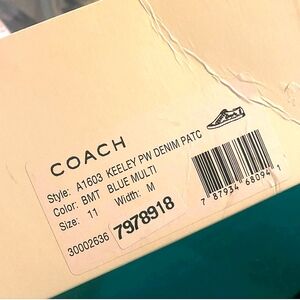 COACH
Style: A1603 KEELEY PW DENIM PATC
Color: BMT BLUE MULTI
Size: 11 Width: M
30002636 7978918
7 87934 68094 1